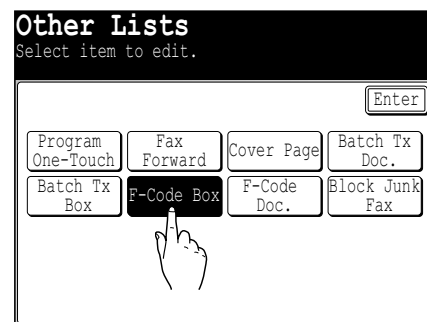 Other Lists
Select item to edit.
Enter
Program One-Touch
Fax Forward
Cover Page
Batch Tx Doc.
Batch Tx Box
F-Code Box
F-Code Doc.
Block Junk Fax